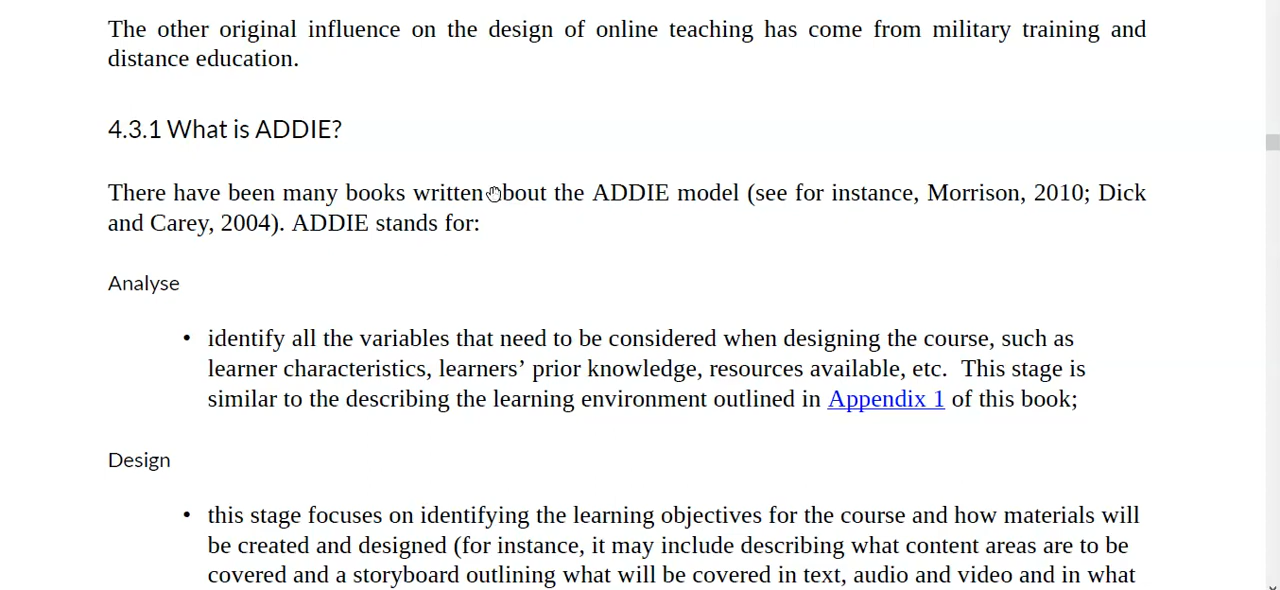 The other original influence on the design of online teaching has come from military training and
distance education.
4.3.1 What is ADDIE?
There have been many books written about the ADDIE model (see for instance, Morrison, 2010; Dick
and Carey, 2004). ADDIE stands for:
Analyse
• identify all the variables that need to be considered when designing the course, such as
learner characteristics, learners’ prior knowledge, resources available, etc.  This stage is
similar to the describing the learning environment outlined in Appendix 1 of this book;
Design
• this stage focuses on identifying the learning objectives for the course and how materials will
be created and designed (for instance, it may include describing what content areas are to be
covered and a storyboard outlining what will be covered in text, audio and video and in what